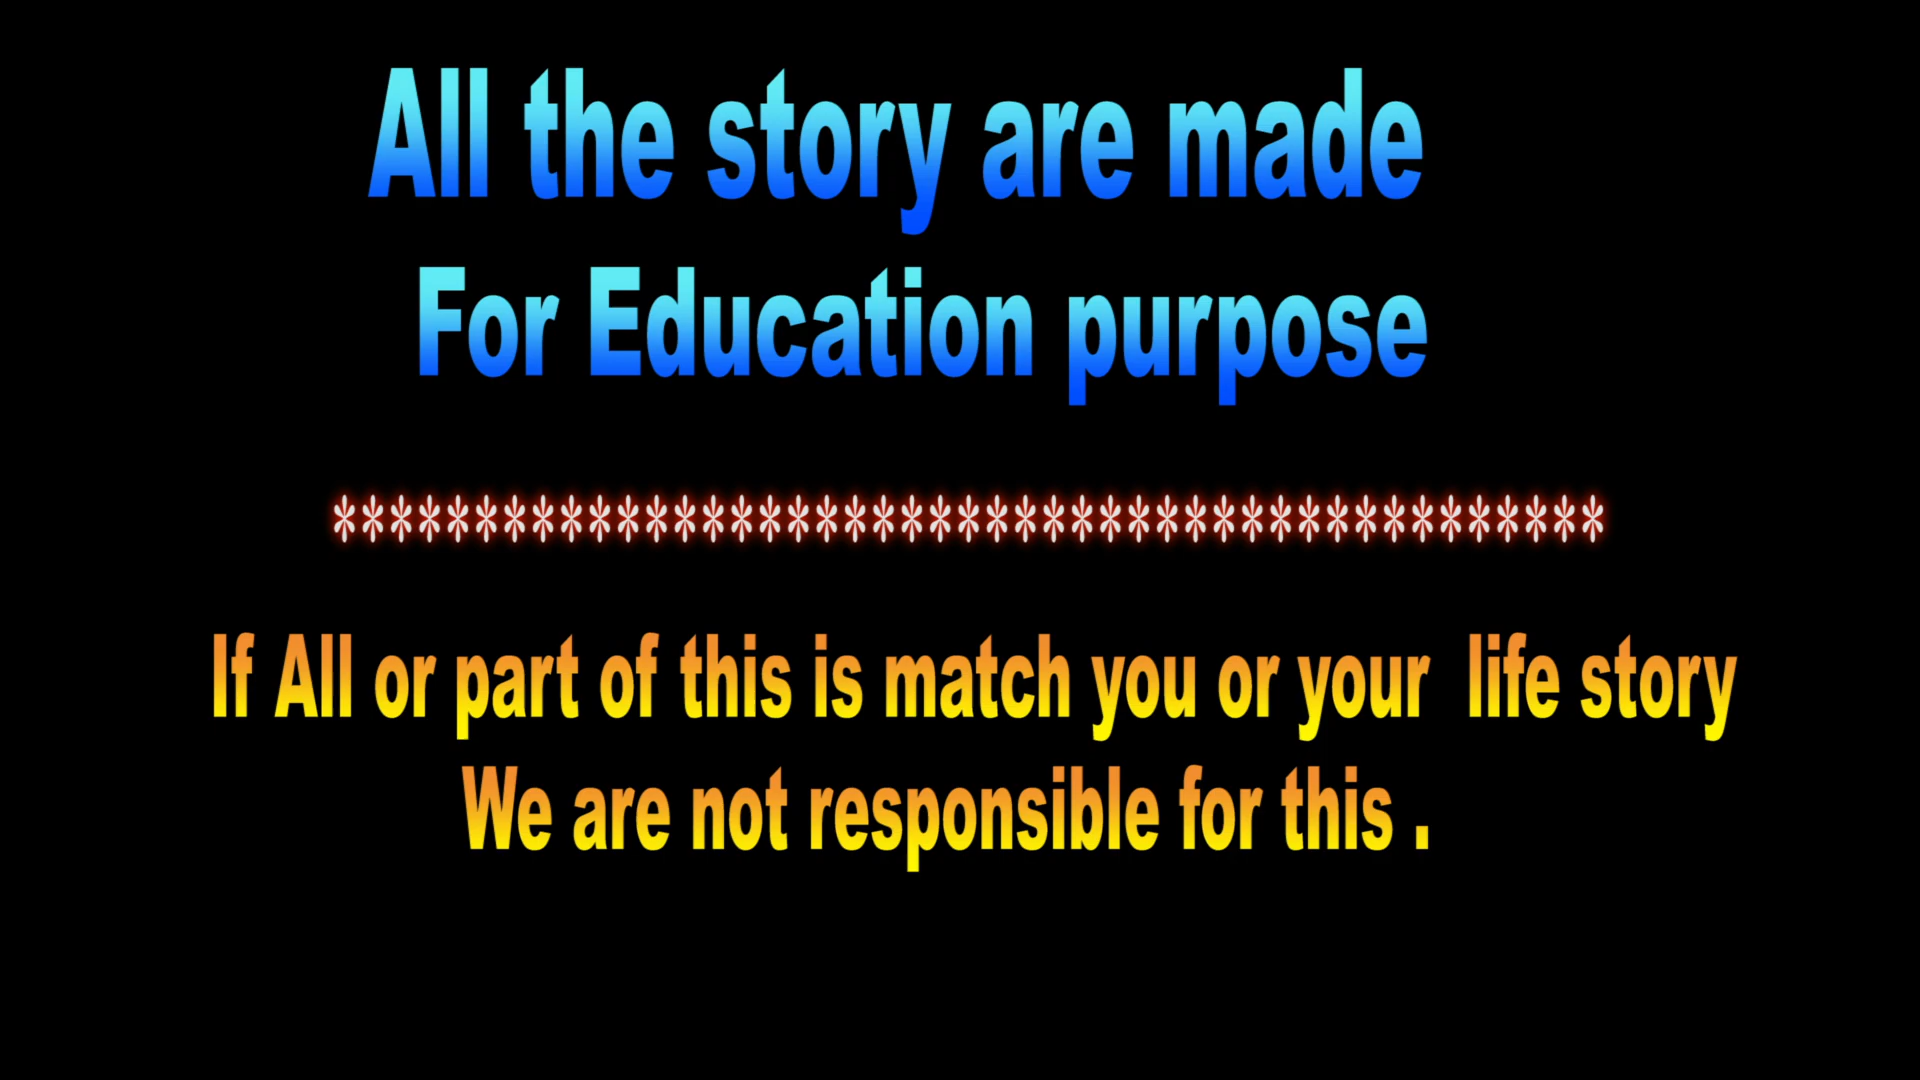 All the story are made
For Education purpose
*********************************************
If All or part of this is match you or your  life story
We are not responsible for this .